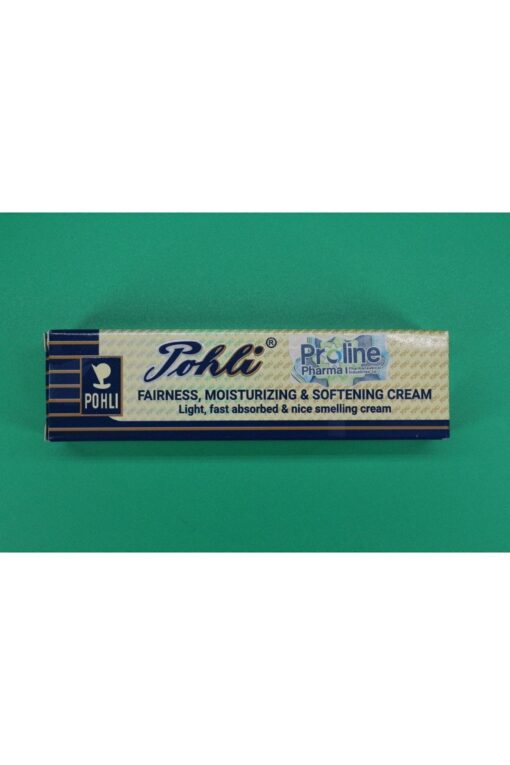 Pohli®
Proline
Pharma
POHLI
FAIRNESS, MOISTURIZING & SOFTENING CREAM
Light, fast absorbed & nice smelling cream